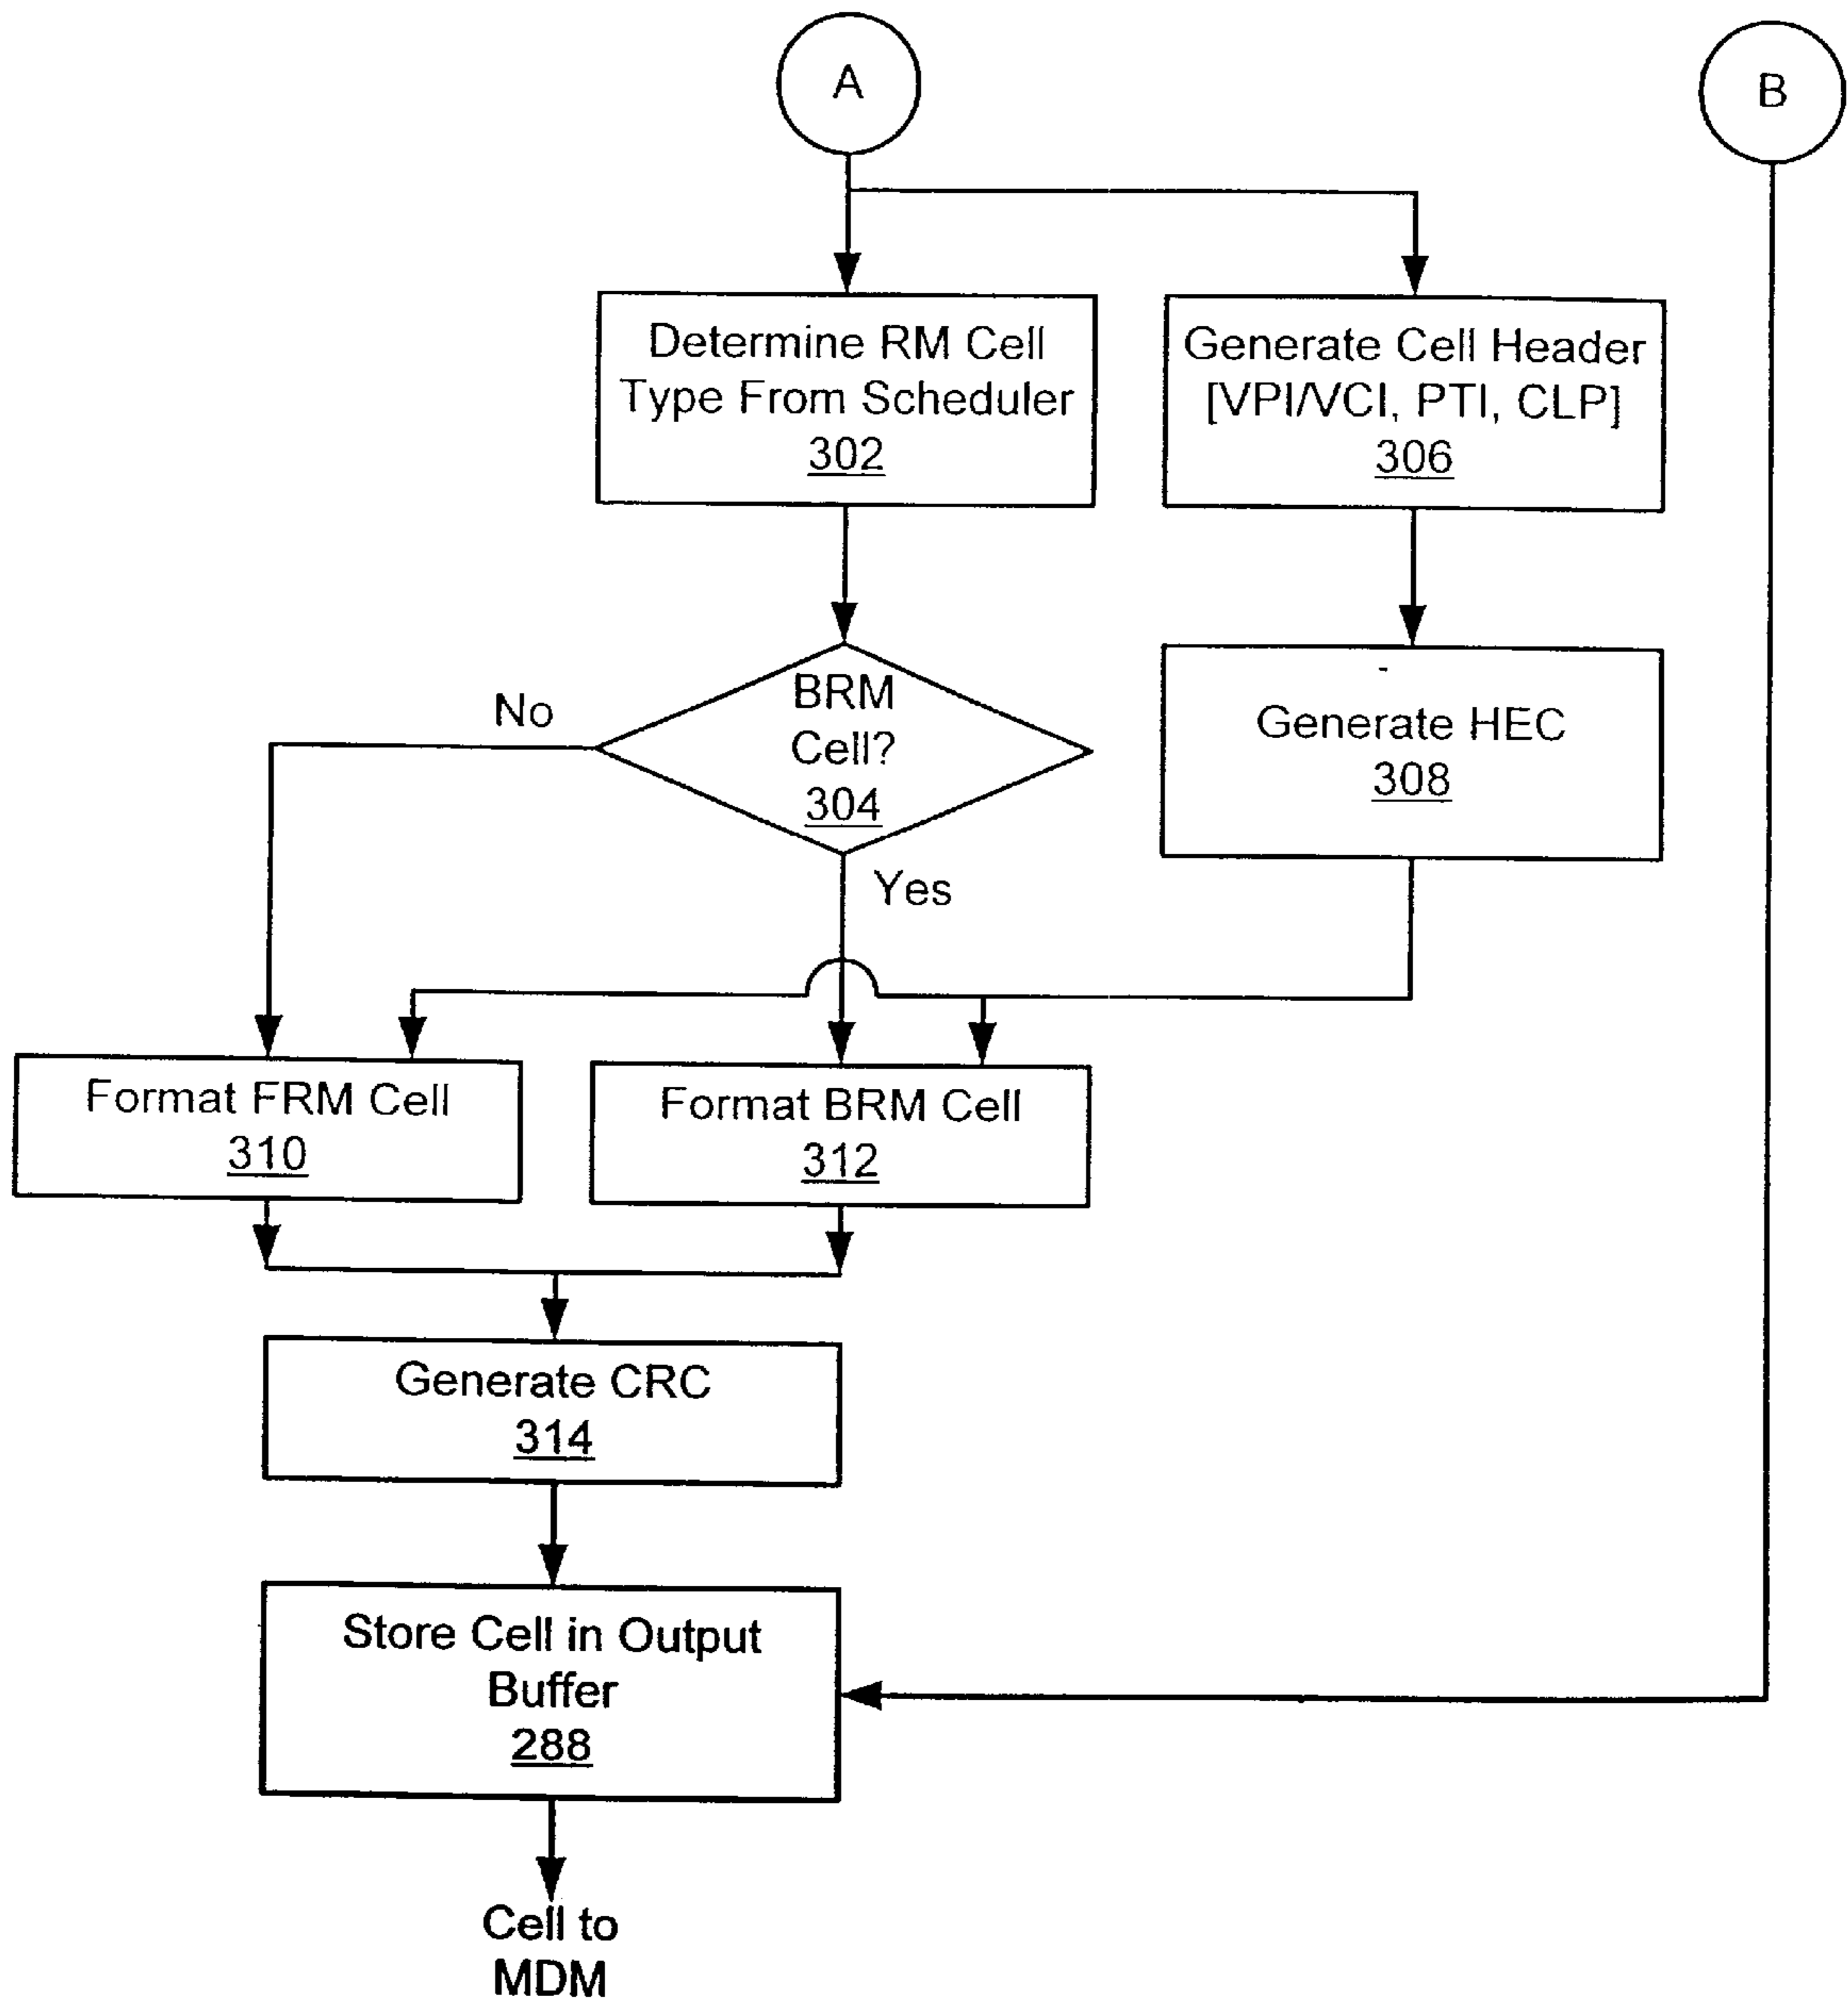 A
B
Determine RM Cell
Type From Scheduler
302
Generate Cell Header
[VPI/VCI, PTI, CLP]
306
BRM
Cell?
304
No
Yes
Generate HEC
308
Format FRM Cell
310
Format BRM Cell
312
Generate CRC
314
Store Cell in Output
Buffer
288
Cell to
MDM